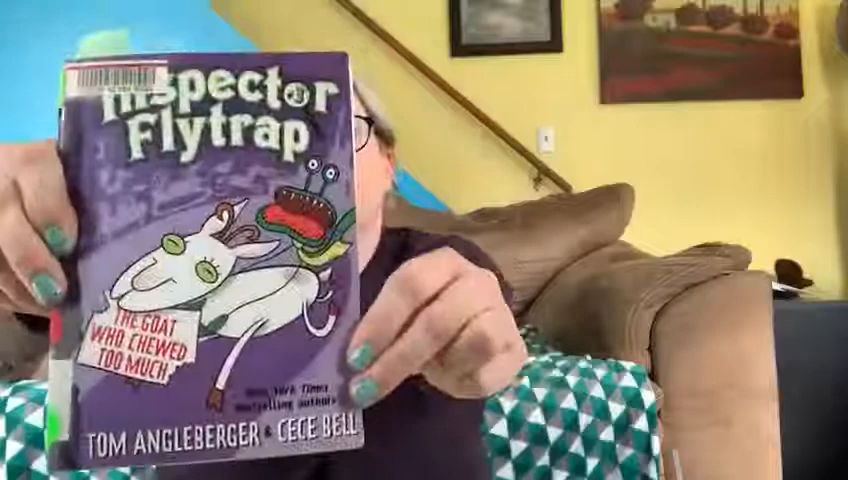 Inspector
Flytrap
THE GOAT
WHO CHEWED
TOO MUCH
New York Times
bestselling authors
TOM ANGLEBERGER & CECE BELL